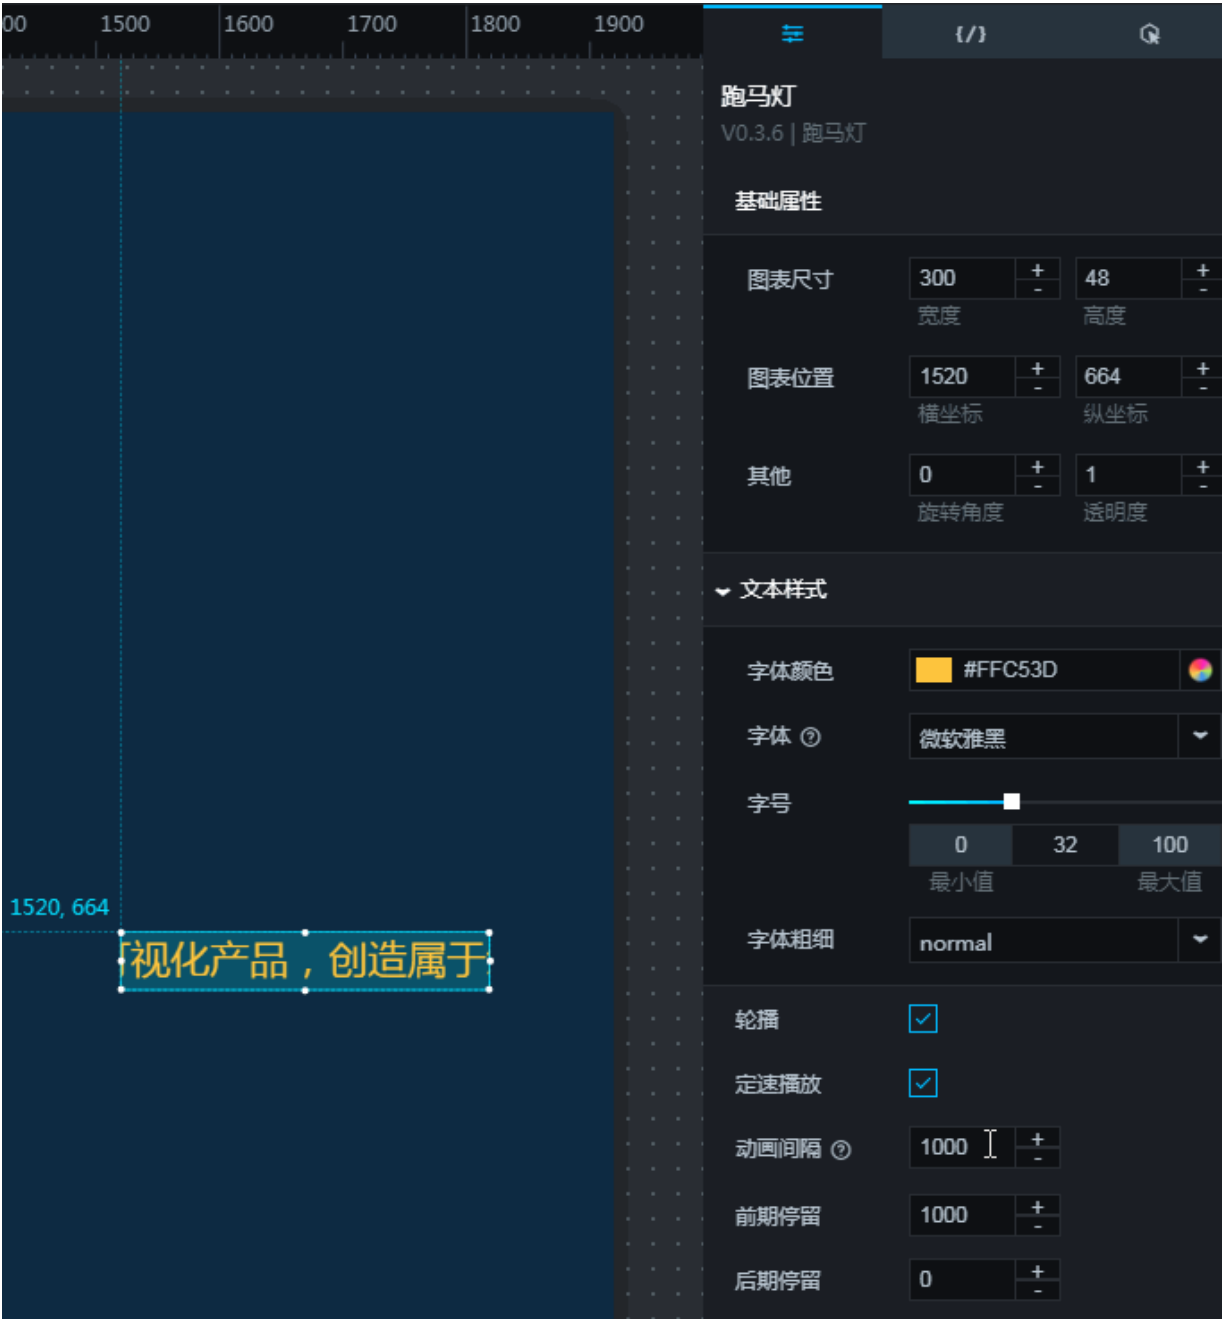 00 1500 1600 1700 1800 1900
{/}
跑马灯
V0.3.6 | 跑马灯
基础属性
图表尺寸 300 + - 48 + -
宽度 高度
图表位置 1520 + - 664 + -
横坐标 纵坐标
其他 0 + - 1 + -
旋转角度 透明度
文本样式
字体颜色 #FFC53D
字体 ? 微软雅黑
字号
0 32 100
最小值 最大值
字体粗细 normal
1520, 664
视化产品，创造属于
轮播
定速播放
动画间隔 ? 1000 + -
前期停留 1000 + -
后期停留 0 + -